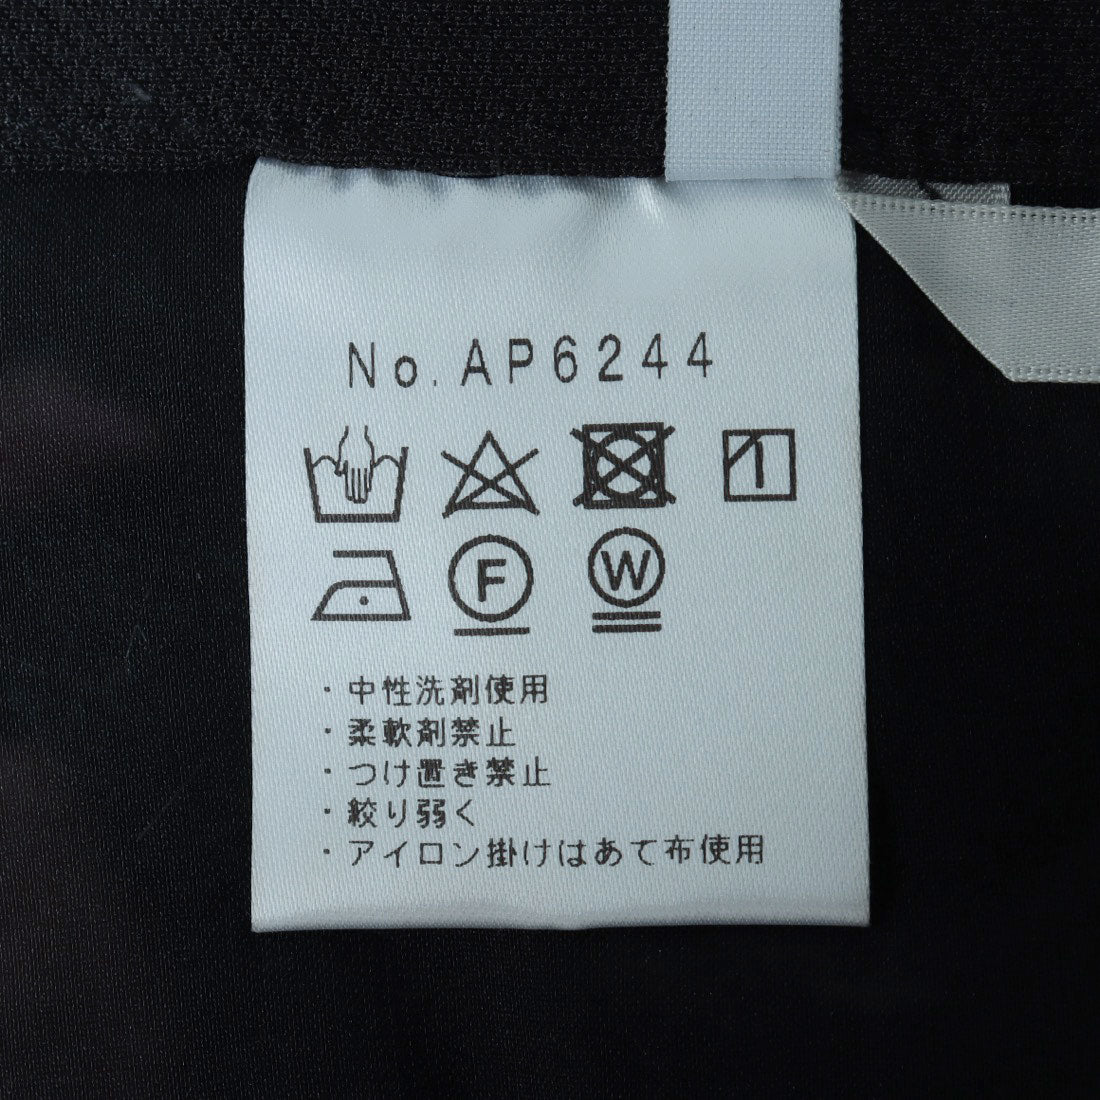 No. AP6244
F W
・中性洗剤使用
・柔軟剤禁止
・つけ置き禁止
・絞り弱く
・アイロン掛けはあて布使用